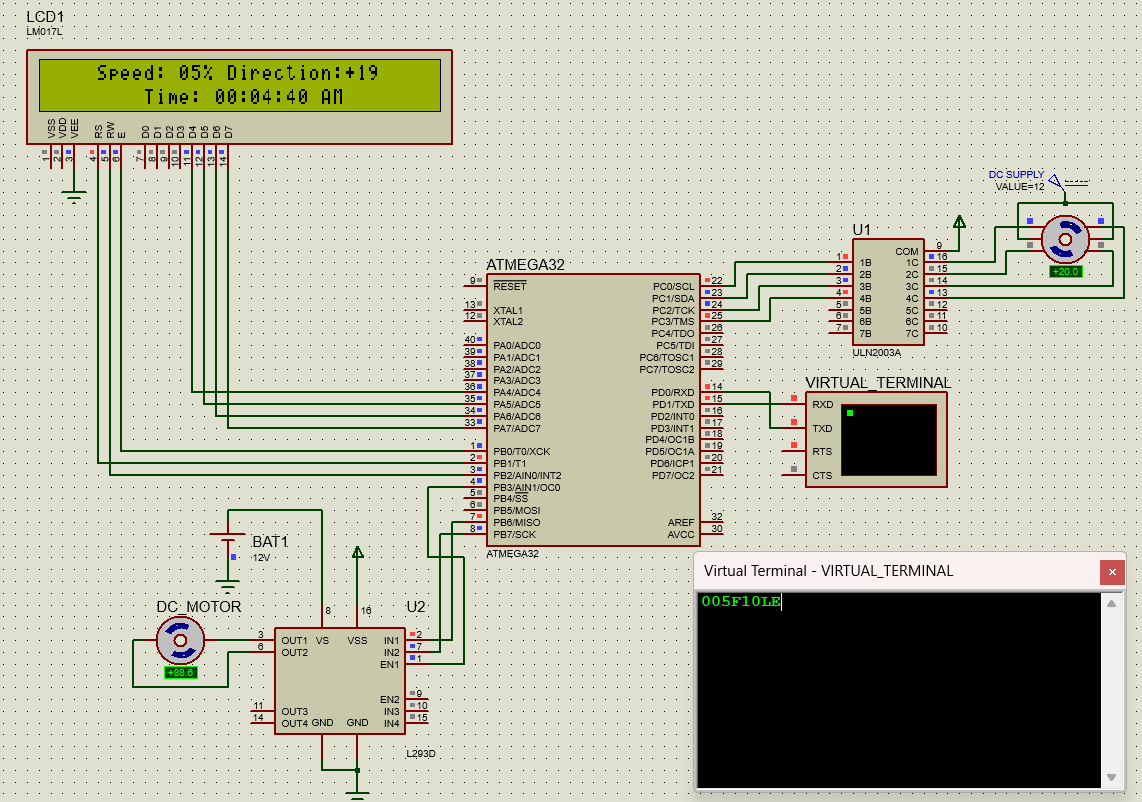 LCD1
LM017L
Speed: 05% Direction:+19
Time: 00:04:40 AM
VSS VDD VEE RS RW E D0 D1 D2 D3 D4 D5 D6 D7
1 2 3 4 5 6 7 8 9 10 11 12 13 14
DC SUPPLY
VALUE=12
+20.0
U1
COM 9
1 1B 1C 16
2 2B 2C 15
3 3B 3C 14
4 4B 4C 13
5 5B 5C 12
6 6B 6C 11
7 7B 7C 10
ULN2003A
ATMEGA32
9 RESET PC0/SCL 22
PC1/SDA 23
13 XTAL1 PC2/TCK 24
12 XTAL2 PC3/TMS 25
PC4/TDO 26
40 PA0/ADC0 PC5/TDI 27
39 PA1/ADC1 PC6/TOSC1 28
38 PA2/ADC2 PC7/TOSC2 29
37 PA3/ADC3
36 PA4/ADC4 PD0/RXD 14
35 PA5/ADC5 PD1/TXD 15
34 PA6/ADC6 PD2/INT0 16
33 PA7/ADC7 PD3/INT1 17
PD4/OC1B 18
1 PB0/T0/XCK PD5/OC1A 19
2 PB1/T1 PD6/ICP1 20
3 PB2/AIN0/INT2 PD7/OC2 21
4 PB3/AIN1/OC0
5 PB4/SS
6 PB5/MOSI
7 PB6/MISO AREF 32
8 PB7/SCK AVCC 30
ATMEGA32
VIRTUAL_TERMINAL
RXD
TXD
RTS
CTS
BAT1
12V
DC_MOTOR
+88.6
U2
8 16
3 OUT1 VS VSS IN1 2
6 OUT2 IN2 7
EN1 1
EN2 9
11 OUT3 IN3 10
14 OUT4 GND GND IN4 15
L293D
Virtual Terminal - VIRTUAL_TERMINAL
005F10LE